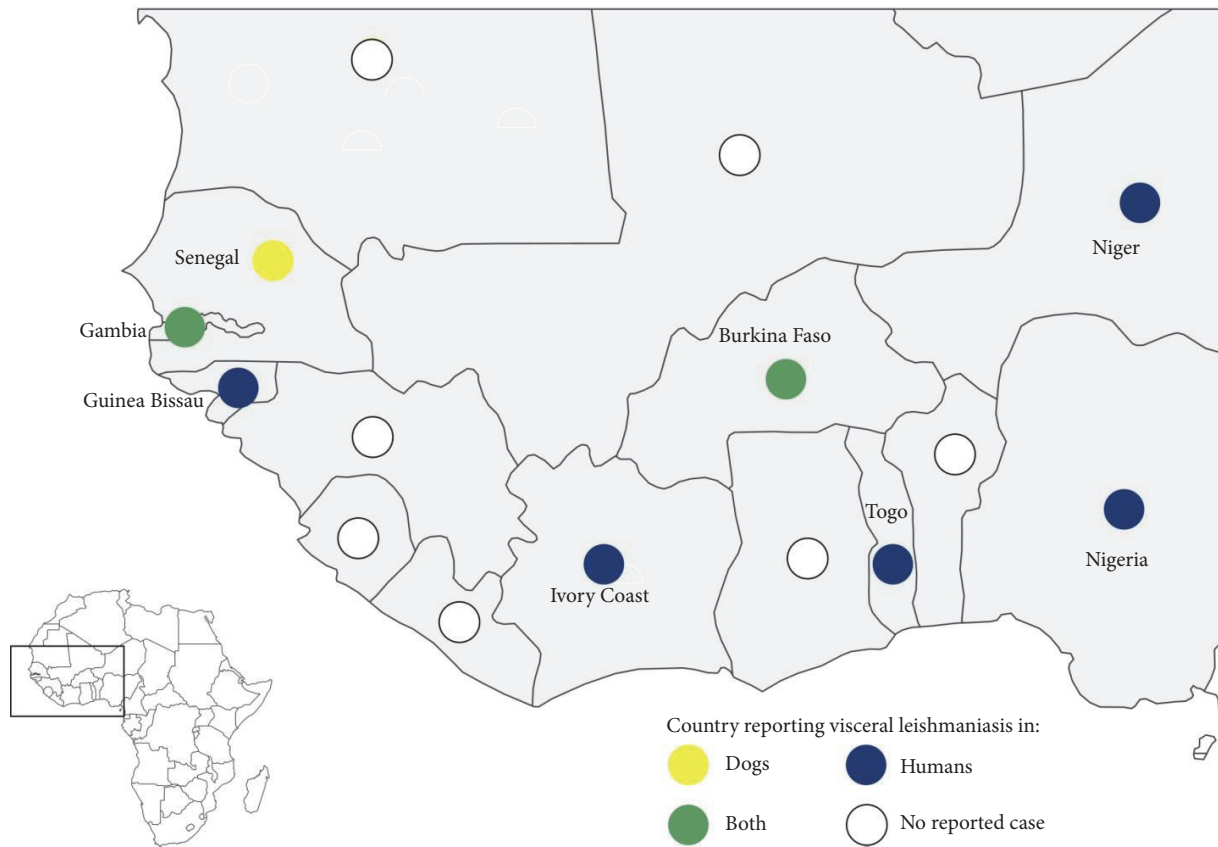 Senegal
Niger
Gambia
Burkina Faso
Guinea Bissau
Togo
Nigeria
Ivory Coast
Country reporting visceral leishmaniasis in:
Dogs
Humans
Both
No reported case